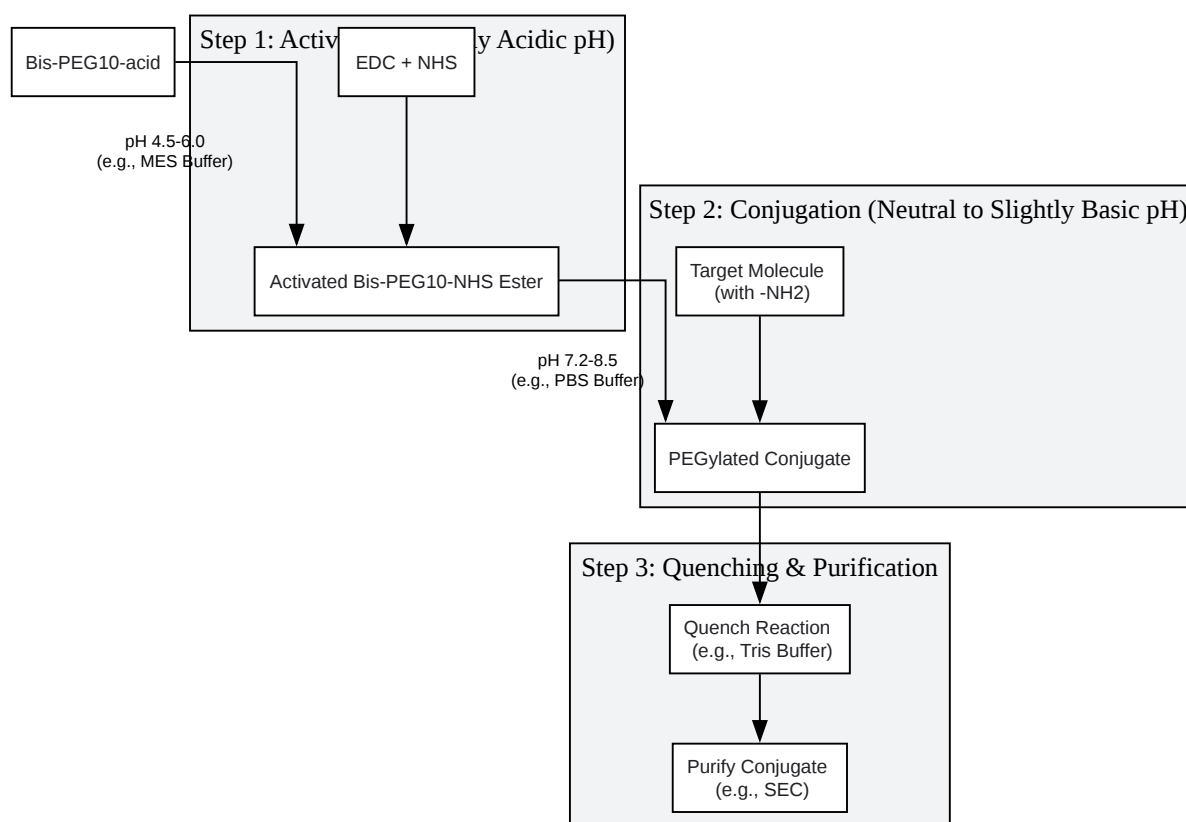 Step 1: Activ
ly Acidic pH)
Bis-PEG10-acid
EDC + NHS
pH 4.5-6.0
(e.g., MES Buffer)
Activated Bis-PEG10-NHS Ester
Step 2: Conjugation (Neutral to Slightly Basic pH)
Target Molecule
(with -NH2)
pH 7.2-8.5
(e.g., PBS Buffer)
PEGylated Conjugate
Step 3: Quenching & Purification
Quench Reaction
(e.g., Tris Buffer)
Purify Conjugate
(e.g., SEC)